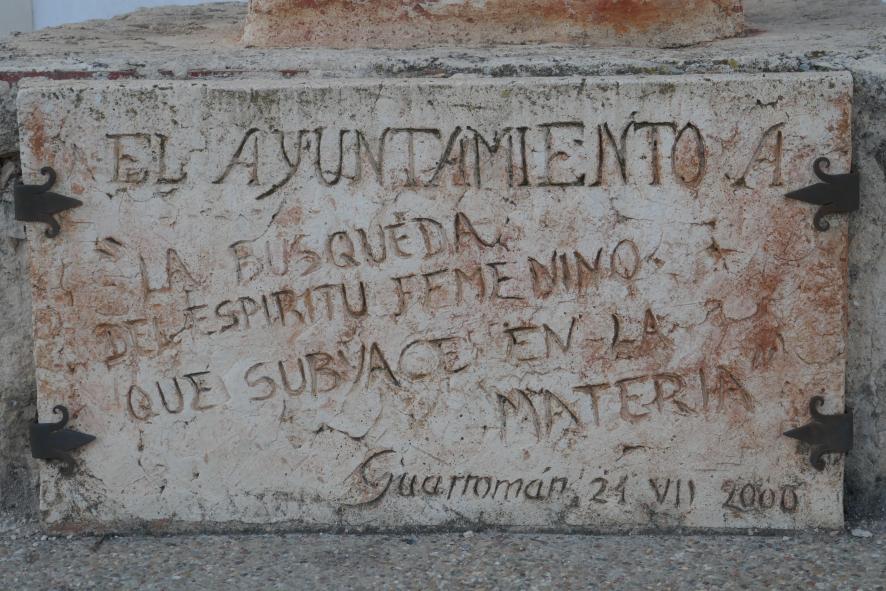 EL AYUNTAMIENTO A
"LA BUSQUEDA
DEL ESPIRITU FEMENINO
QUE SUBYACE EN LA
MATERIA"
Guarromán, 21 VII 2000